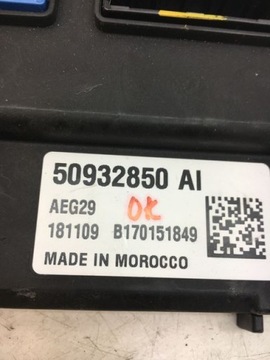 50932850 AI
AEG29 OK
181109 B170151849
MADE IN MOROCCO